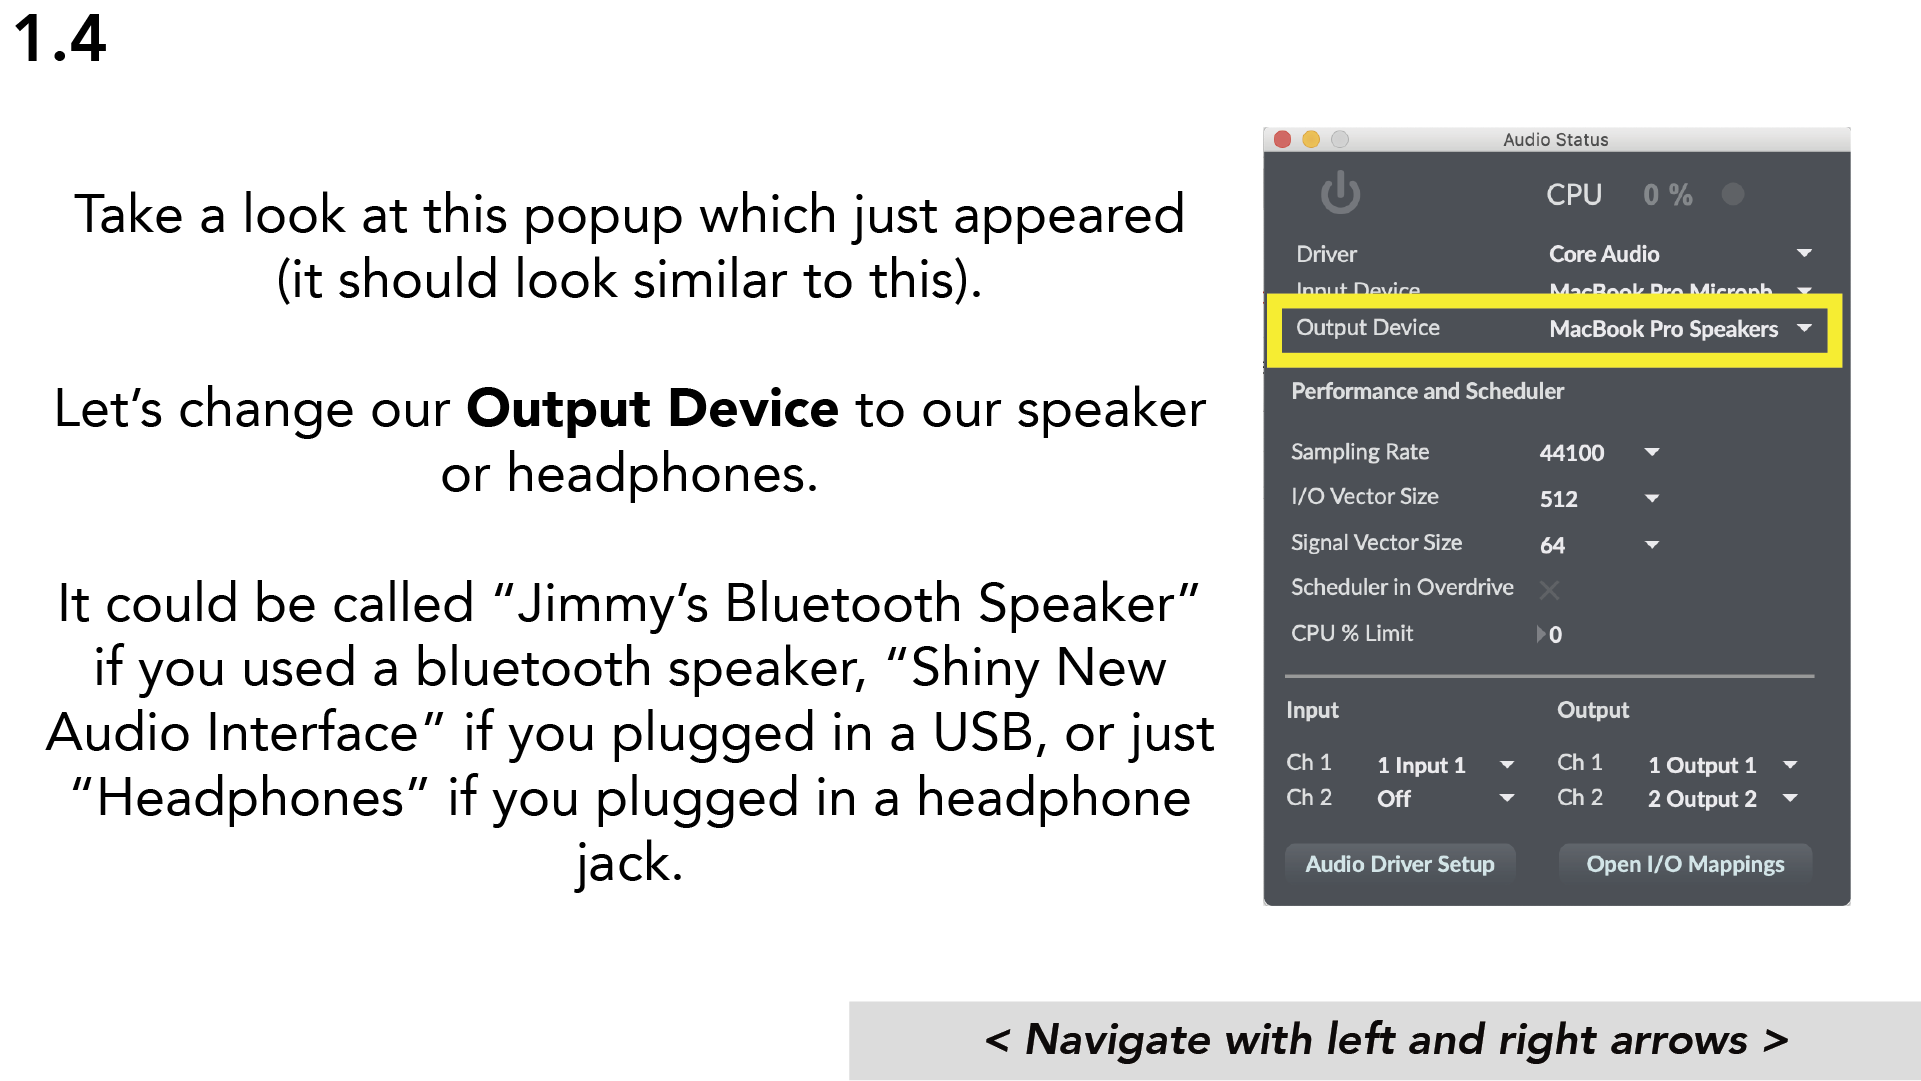 1.4
Take a look at this popup which just appeared
(it should look similar to this).
Let’s change our Output Device to our speaker
or headphones.
It could be called “Jimmy’s Bluetooth Speaker”
if you used a bluetooth speaker, “Shiny New
Audio Interface” if you plugged in a USB, or just
“Headphones” if you plugged in a headphone
jack.
Audio Status
CPU 0 %
Driver Core Audio
Input Device MacBook Pro Microph
Output Device MacBook Pro Speakers
Performance and Scheduler
Sampling Rate 44100
I/O Vector Size 512
Signal Vector Size 64
Scheduler in Overdrive
CPU % Limit 0
Input Output
Ch 1 1 Input 1 Ch 1 1 Output 1
Ch 2 Off Ch 2 2 Output 2
Audio Driver Setup Open I/O Mappings
< Navigate with left and right arrows >